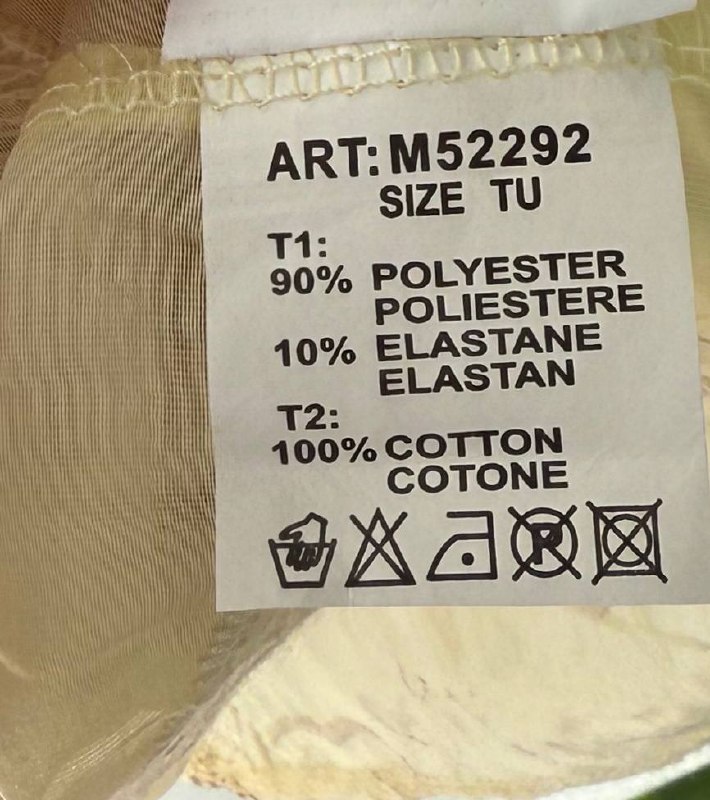 ART: M52292
SIZE TU
T1:
90% POLYESTER
POLIESTERE
10% ELASTANE
ELASTAN
T2:
100% COTTON
COTONE
P